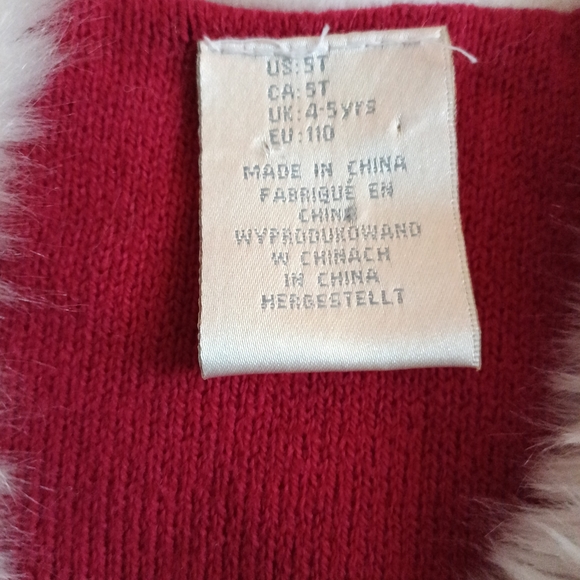 US:5T
CA:5T
UK:4-5yrs
EU:110
MADE IN CHINA
FABRIQUÉ EN
CHINE
WYPRODUKOWANO
W CHINACH
IN CHINA
HERGESTELLT